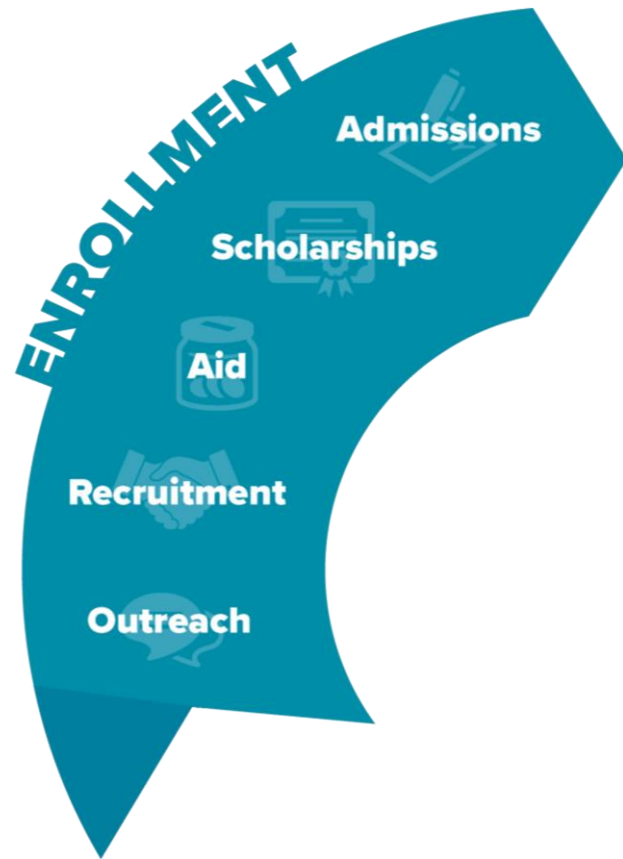 ENROLLMENT
Admissions
Scholarships
Aid
Recruitment
Outreach